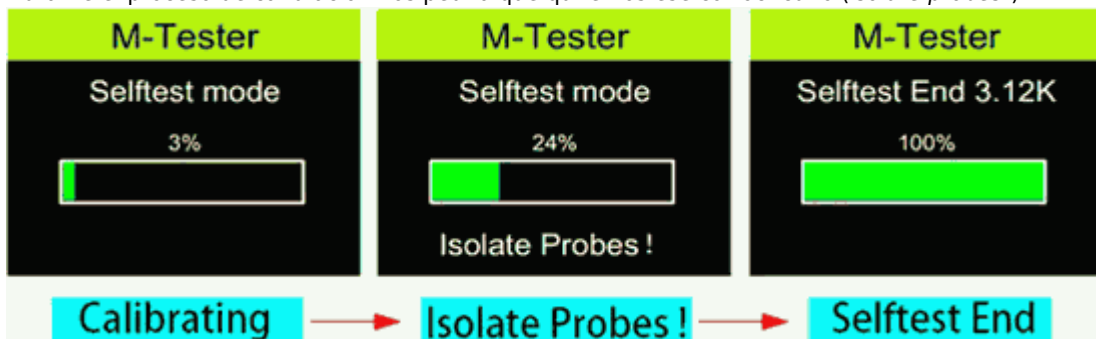 M-Tester
Selftest mode
3%
M-Tester
Selftest mode
24%
Isolate Probes !
M-Tester
Selftest End 3.12K
100%
Calibrating
Isolate Probes !
Selftest End